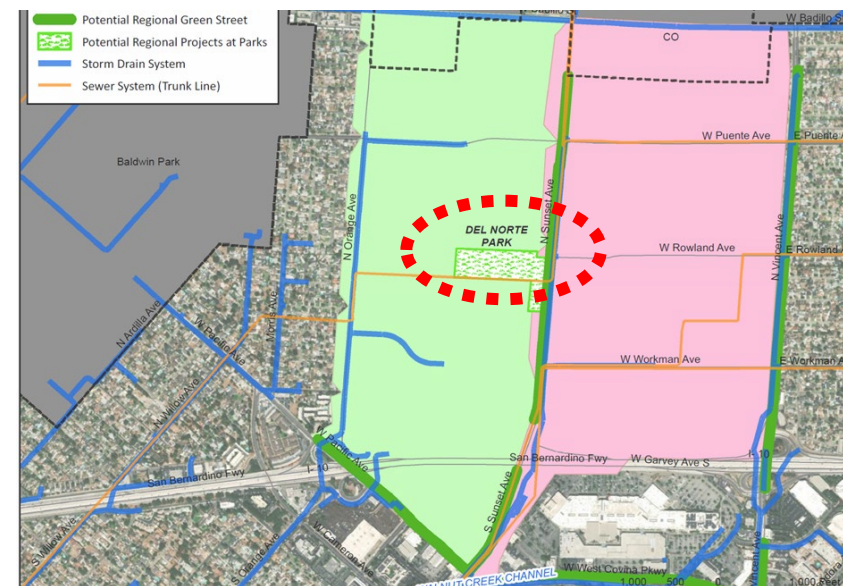 Potential Regional Green Street
Potential Regional Projects at Parks
Storm Drain System
Sewer System (Trunk Line)
W Badillo S
CO
W Puente Ave
E Puente A
Baldwin Park
N Orange Ave
N Sunset Ave
DEL NORTE
PARK
W Rowland Ave
E Rowland
N Vincent Ave
N Ardilla Ave
W Pacific Ave
Morris Ave
N Willow Ave
W Workman Ave
E Workman A
W Pacific Ave
San Bernardino Fwy
I- 10
San Bernardino Fwy
W Garvey Ave S
I- 10
S Willow Ave
S Orange Ave
W Cameron Ave
S Sunset Ave
NUT CREEK CHANNEL
W West Covina Pkwy
Vincent Ave
1,000
500
0
1,000 Feet